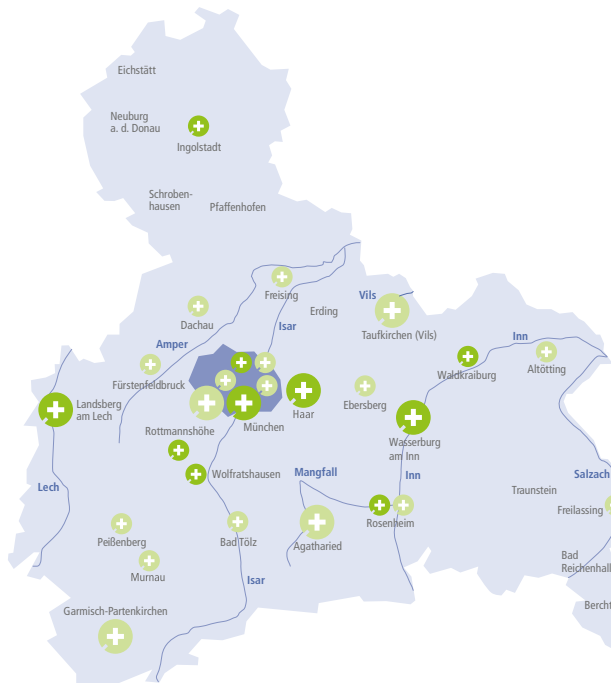 Eichstätt
Neuburg
a. d. Donau
Ingolstadt
Schroben-
hausen
Pfaffenhofen
Freising
Vils
Erding
Dachau
Isar
Taufkirchen (Vils)
Amper
Inn
Fürstenfeldbruck
Waldkraiburg
Altötting
Landsberg
am Lech
Ebersberg
Haar
München
Rottmannshöhe
Wasserburg
am Inn
Wolfratshausen
Mangfall
Inn
Salzach
Lech
Traunstein
Freilassing
Rosenheim
Peißenberg
Bad Tölz
Agatharied
Bad
Reichenhall
Murnau
Isar
Bercht
Garmisch-Partenkirchen